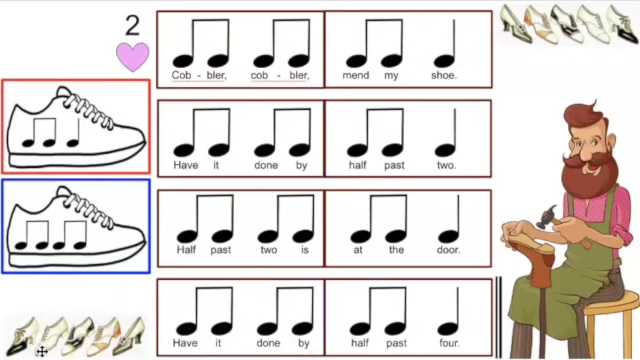 2
Cob - bler, cob - bler, mend my shoe.
Have it done by half past two.
Half past two is at the door.
Have it done by half past four.